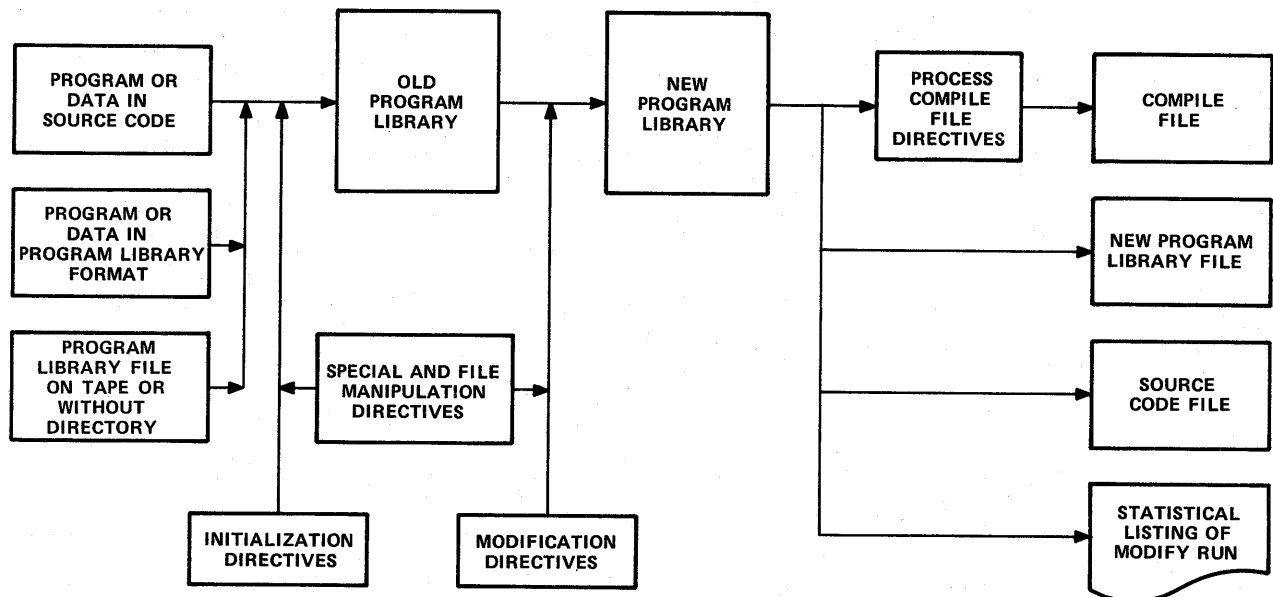 PROGRAM OR
DATA IN
SOURCE CODE
OLD
PROGRAM
LIBRARY
NEW
PROGRAM
LIBRARY
PROCESS
COMPILE
FILE
DIRECTIVES
COMPILE
FILE
PROGRAM OR
DATA IN
PROGRAM LIBRARY
FORMAT
NEW PROGRAM
LIBRARY FILE
PROGRAM
LIBRARY FILE
ON TAPE OR
WITHOUT
DIRECTORY
SPECIAL AND FILE
MANIPULATION
DIRECTIVES
SOURCE
CODE FILE
INITIALIZATION
DIRECTIVES
MODIFICATION
DIRECTIVES
STATISTICAL
LISTING OF
MODIFY RUN